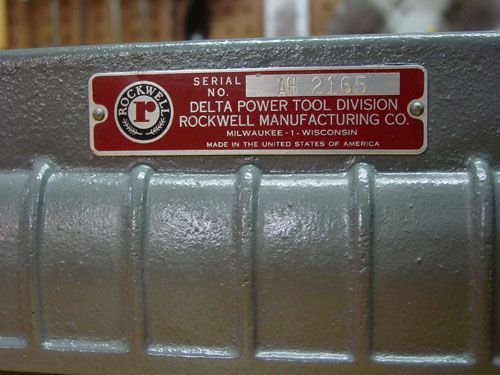 ROCKWELL
r
SERIAL NO. AH 2165
DELTA POWER TOOL DIVISION
ROCKWELL MANUFACTURING CO.
MILWAUKEE - 1 - WISCONSIN
MADE IN THE UNITED STATES OF AMERICA